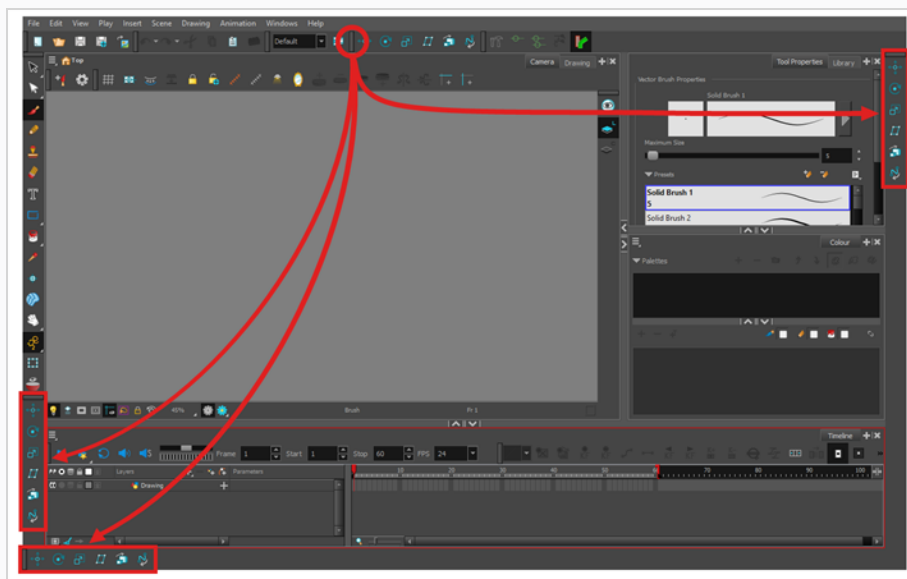 File Edit View Play Insert Scene Drawing Animation Windows Help
Default
Top
Camera Drawing
Tool Properties Library
Vector Brush Properties
Solid Brush 1
Maximum Size
5
Presets
Solid Brush 1
5
Solid Brush 2
Colour
Palettes
45%
Brush
Fr 1
Timeline
Frame 1 Start 1 Stop 60 FPS 24
Layers Parameters
10 20 30 40 50 60 70 80 90 100
Drawing